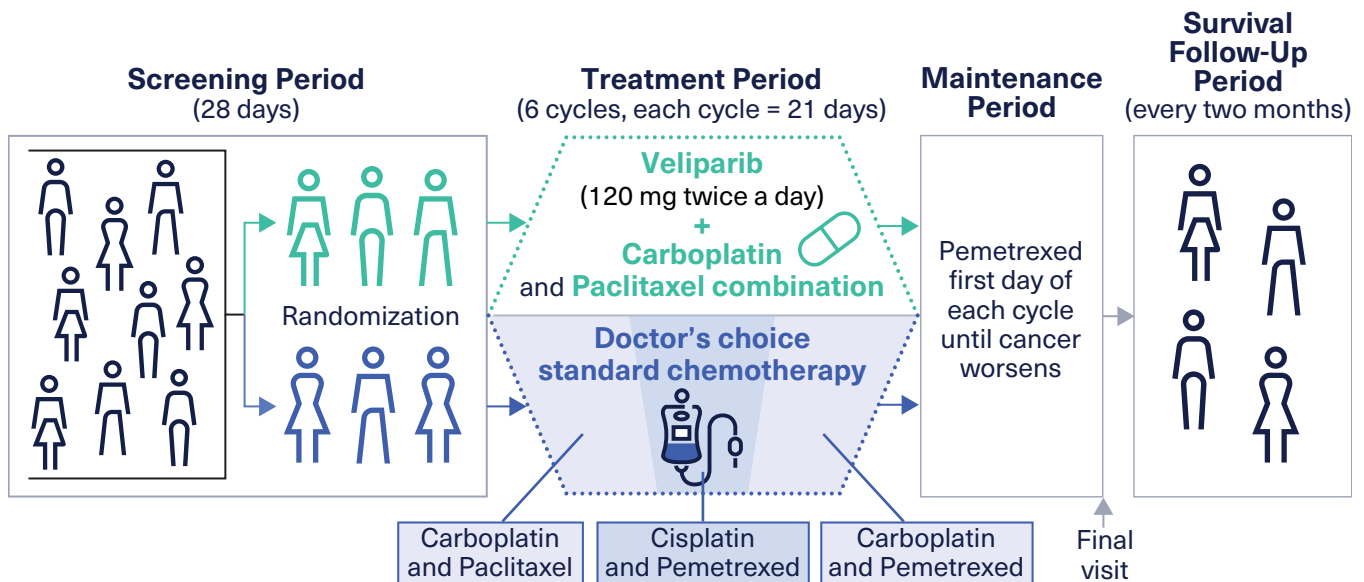 Screening Period
(28 days)
Randomization
Treatment Period
(6 cycles, each cycle = 21 days)
Veliparib
(120 mg twice a day)
+
Carboplatin
and Paclitaxel combination
Doctor’s choice
standard chemotherapy
Carboplatin
and Paclitaxel
Cisplatin
and Pemetrexed
Carboplatin
and Pemetrexed
Maintenance
Period
Pemetrexed
first day of
each cycle
until cancer
worsens
Final
visit
Survival
Follow-Up
Period
(every two months)